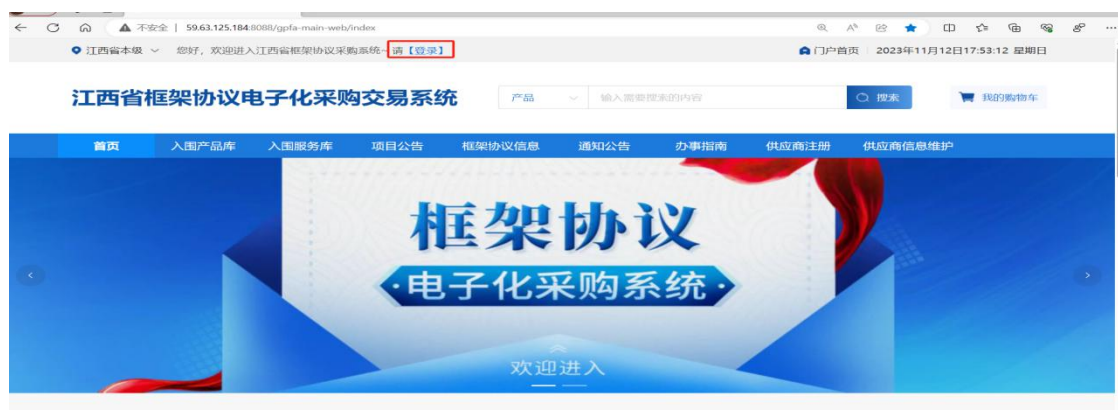 不安全 | 59.63.125.184:8088/gpfa-main-web/index
江西省本级 您好，欢迎进入江西省框架协议采购系统~ 请【登录】 门户首页 2023年11月12日17:53:12 星期日
江西省框架协议电子化采购交易系统 产品 输入需要搜索的内容 搜索 我的购物车
首页 入围产品库 入围服务库 项目公告 框架协议信息 通知公告 办事指南 供应商注册 供应商信息维护
框架协议
·电子化采购系统·
欢迎进入